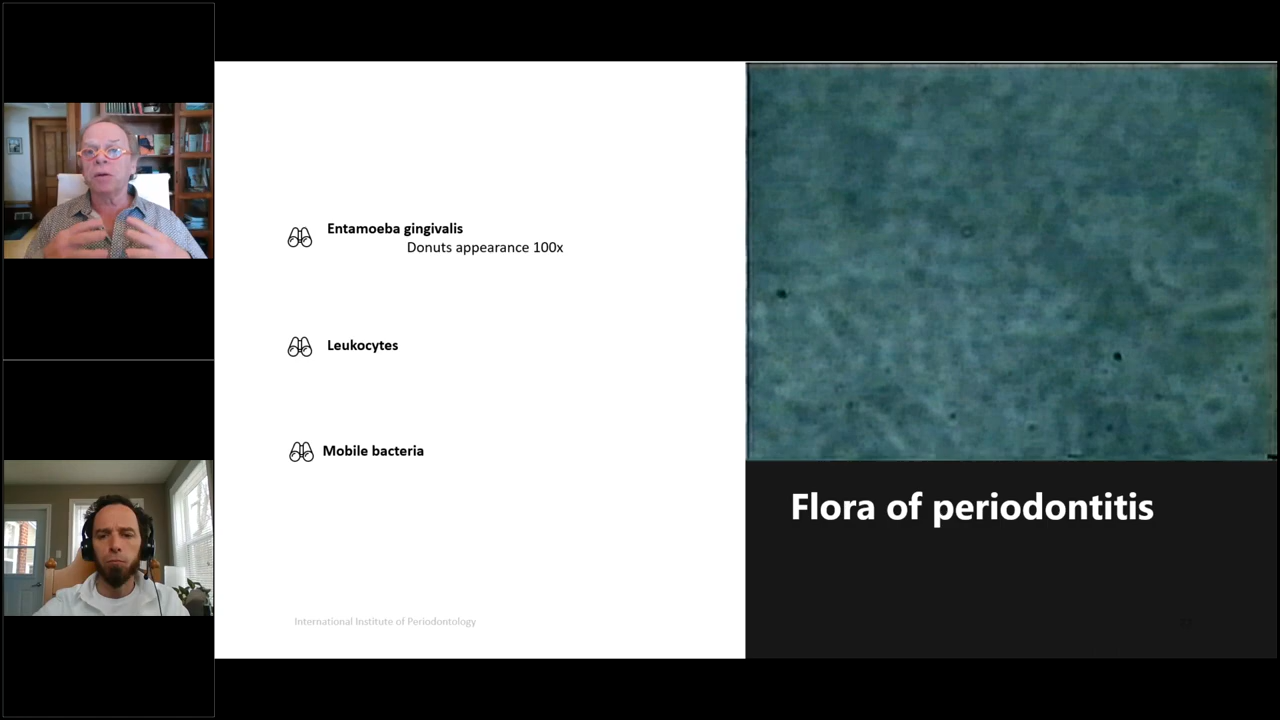 Entamoeba gingivalis
Donuts appearance 100x
Leukocytes
Mobile bacteria
International Institute of Periodontology
Flora of periodontitis